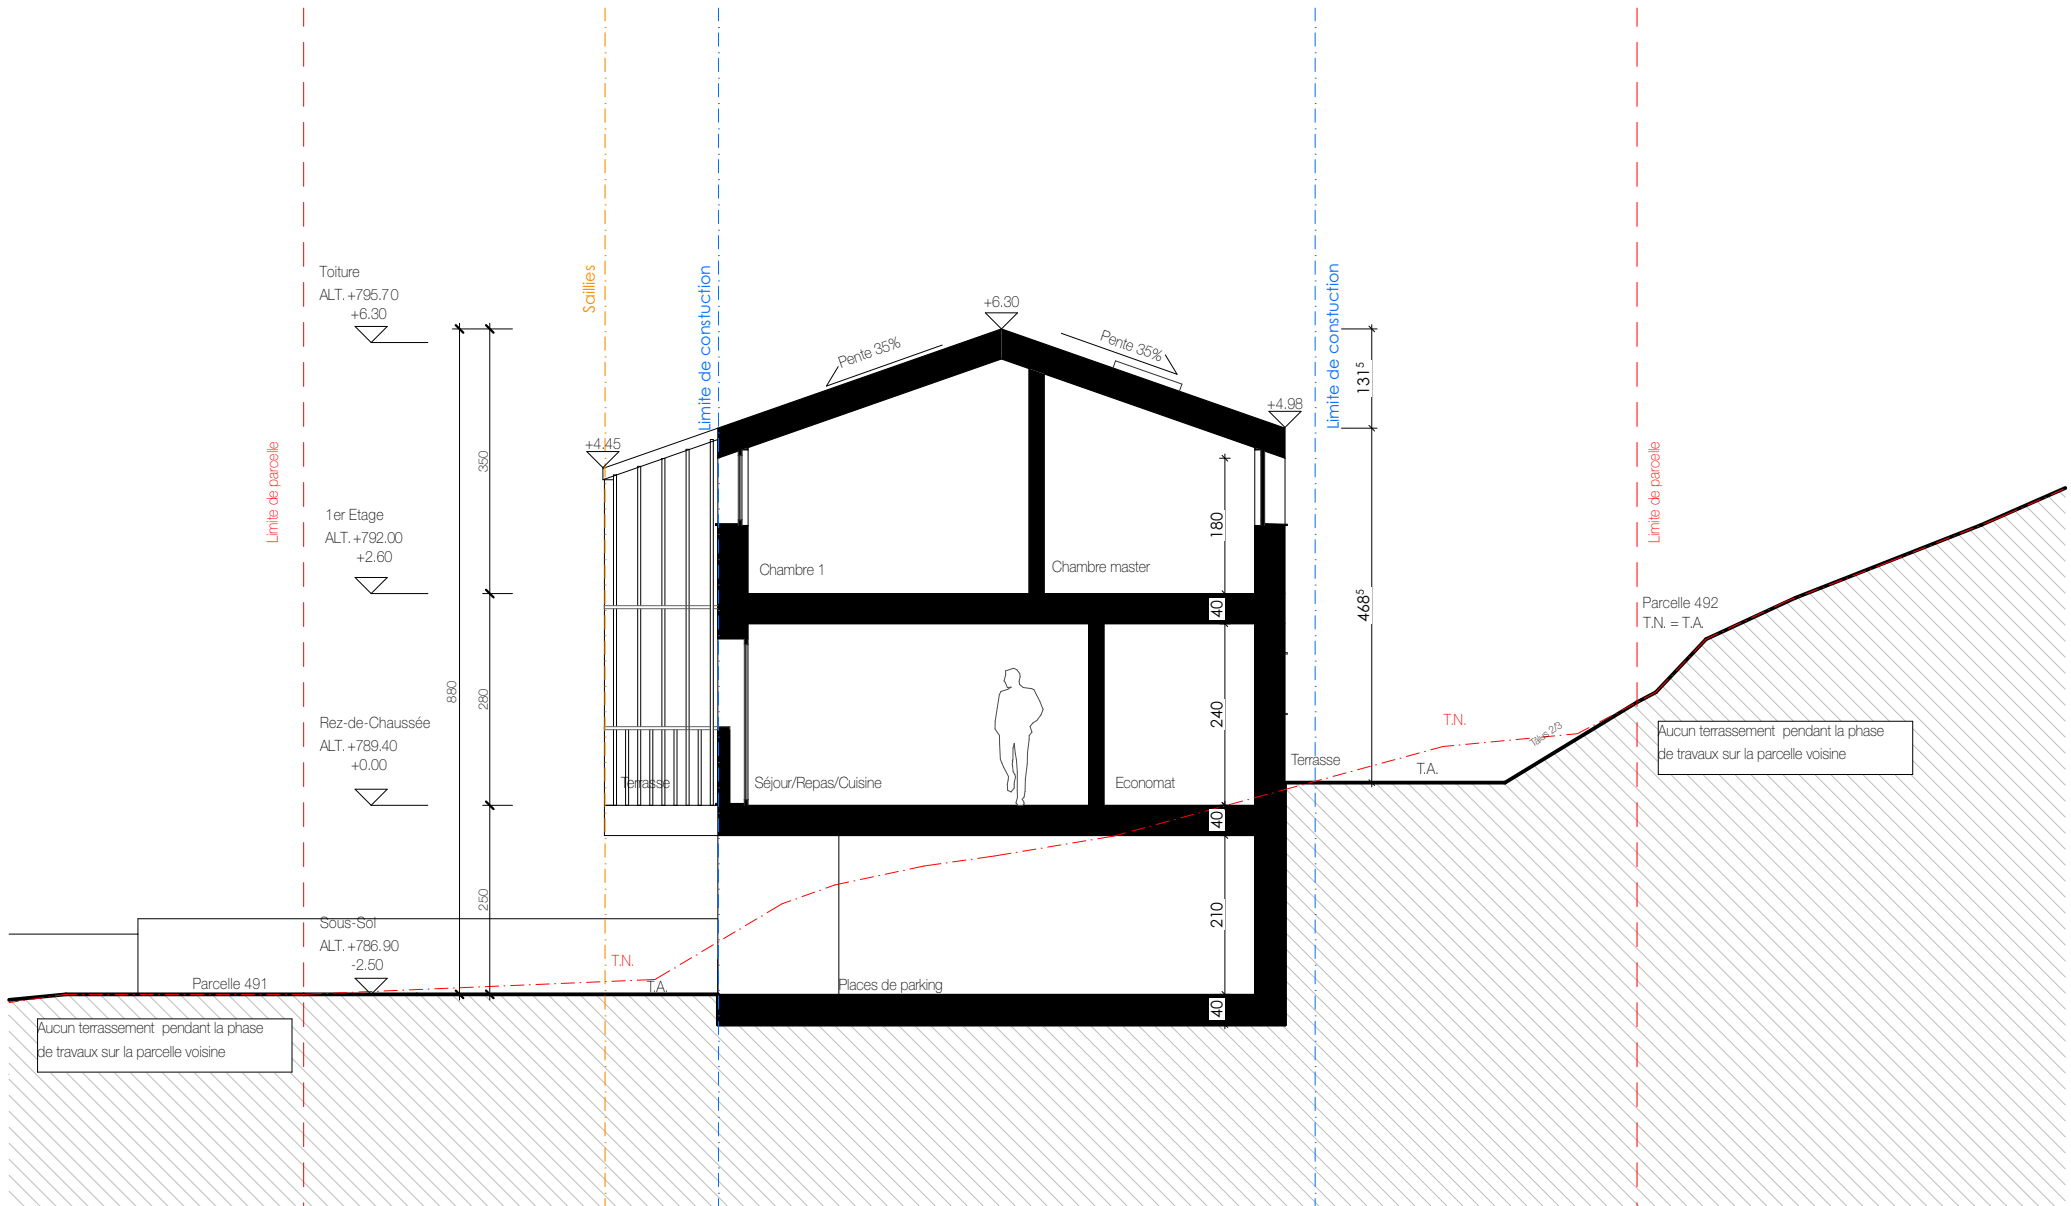 Toiture
ALT. +795.70
+6.30
Saillies
Limite de constuction
Limite de constuction
+6.30
Pente 35%
Pente 35%
131⁵
+4.98
+4.45
Limite de parcelle
Limite de parcelle
350
1er Etage
ALT. +792.00
+2.60
180
Chambre 1
Chambre master
40
468⁵
Parcelle 492
T.N. = T.A.
880
280
240
Rez-de-Chaussée
ALT. +789.40
+0.00
T.N.
Talus 2/3
Aucun terrassement pendant la phase
de travaux sur la parcelle voisine
Terrasse
T.A.
Terrasse
Séjour/Repas/Cuisine
Economat
40
250
210
Sous-Sol
ALT. +786.90
-2.50
T.N.
Parcelle 491
T.A.
Places de parking
40
Aucun terrassement pendant la phase
de travaux sur la parcelle voisine